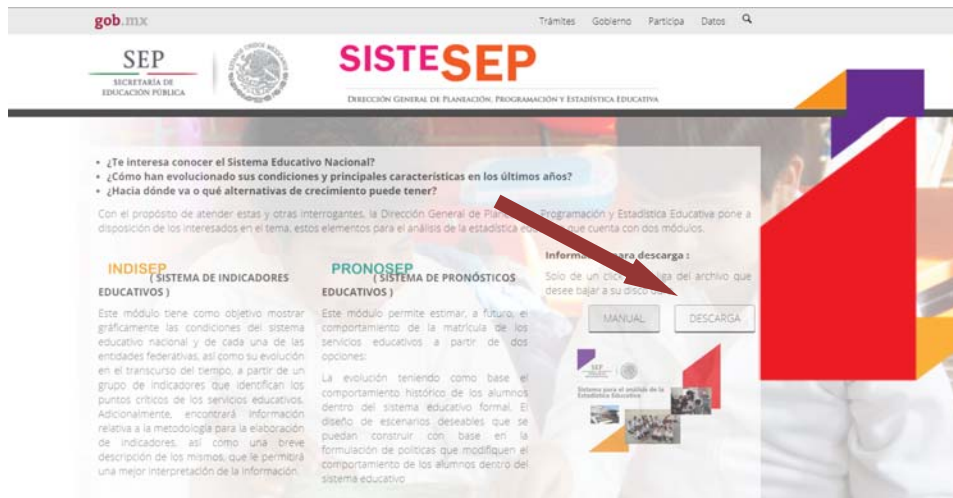 gob.mx
Trámites Gobierno Participa Datos
SEP
SECRETARÍA DE
EDUCACIÓN PÚBLICA
SISTESEP
DIRECCIÓN GENERAL DE PLANEACIÓN, PROGRAMACIÓN Y ESTADÍSTICA EDUCATIVA
• ¿Te interesa conocer el Sistema Educativo Nacional?
• ¿Cómo han evolucionado sus condiciones y principales características en los últimos años?
• ¿Hacia dónde va o qué alternativas de crecimiento puede tener?
Con el propósito de atender estas y otras interrogantes, la Dirección General de Programación y Estadística Educativa pone a
disposición de los interesados en el tema, estos elementos para el análisis de la estadística que cuenta con dos módulos.
INDISEP
( SISTEMA DE INDICADORES
EDUCATIVOS )
Este módulo tiene como objetivo mostrar
gráficamente las condiciones del sistema
educativo nacional y de cada una de las
entidades federativas, así como su evolución
en el transcurso del tiempo, a partir de un
grupo de indicadores que identifican los
puntos críticos de los servicios educativos.
Adicionalmente, encontrará información
relativa a la metodología para la elaboración
de indicadores, así como una breve
descripción de los mismos, que le permitirá
una mejor interpretación de la información.
PRONOSEP
( SISTEMA DE PRONÓSTICOS
EDUCATIVOS )
Este módulo permite estimar, a futuro, el
comportamiento de la matrícula de los
servicios educativos a partir de dos
opciones:
La evolución teniendo como base el
comportamiento histórico de los alumnos
dentro del sistema educativo formal. El
diseño de escenarios deseables que se
puedan construir con base en la
formulación de políticas que modifiquen el
comportamiento de los alumnos dentro del
sistema educativo
para descarga :
Solo de un del archivo que
desee bajar a su disco
MANUAL DESCARGA
SEP
Sistema para el análisis de la
Estadística Educativa